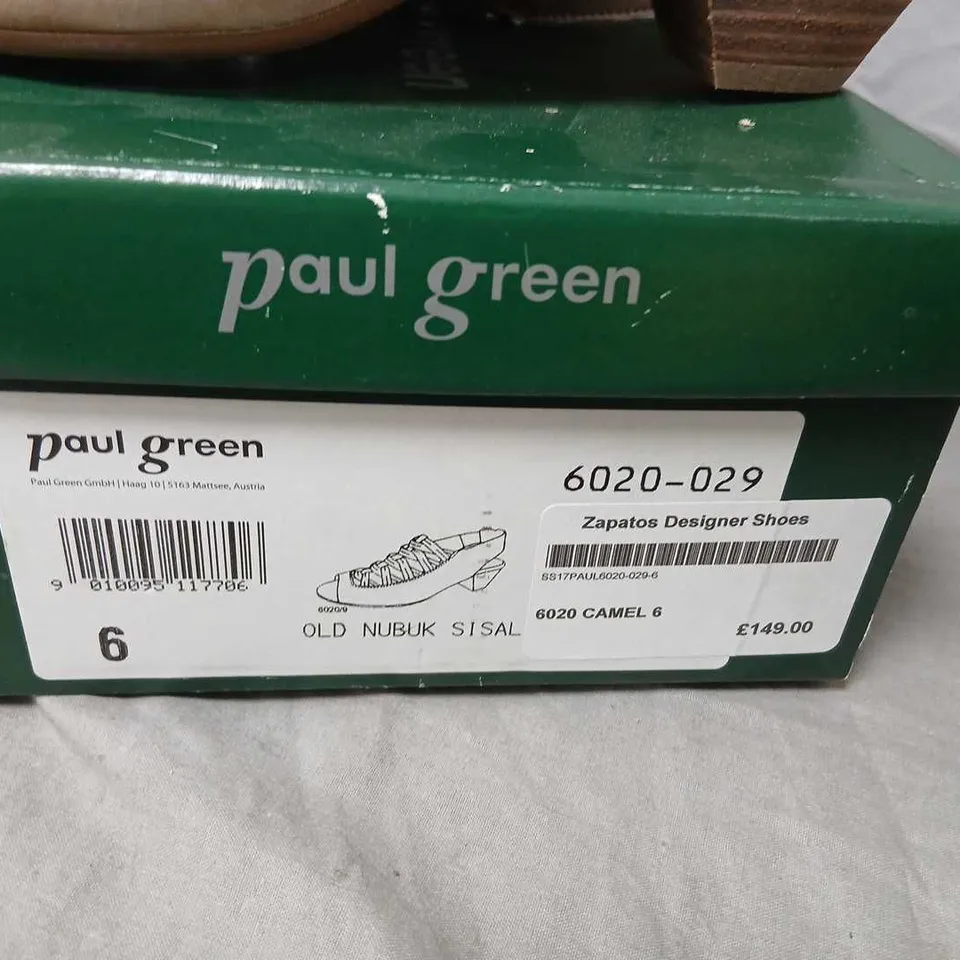 paul green
paul green
Paul Green GmbH | Haag 10 | 5163 Mattsee, Austria
6020-029
9 010095 117706
6
6020/9
OLD NUBUK SISAL
Zapatos Designer Shoes
SS17PAUL6020-029-6
6020 CAMEL 6
£149.00